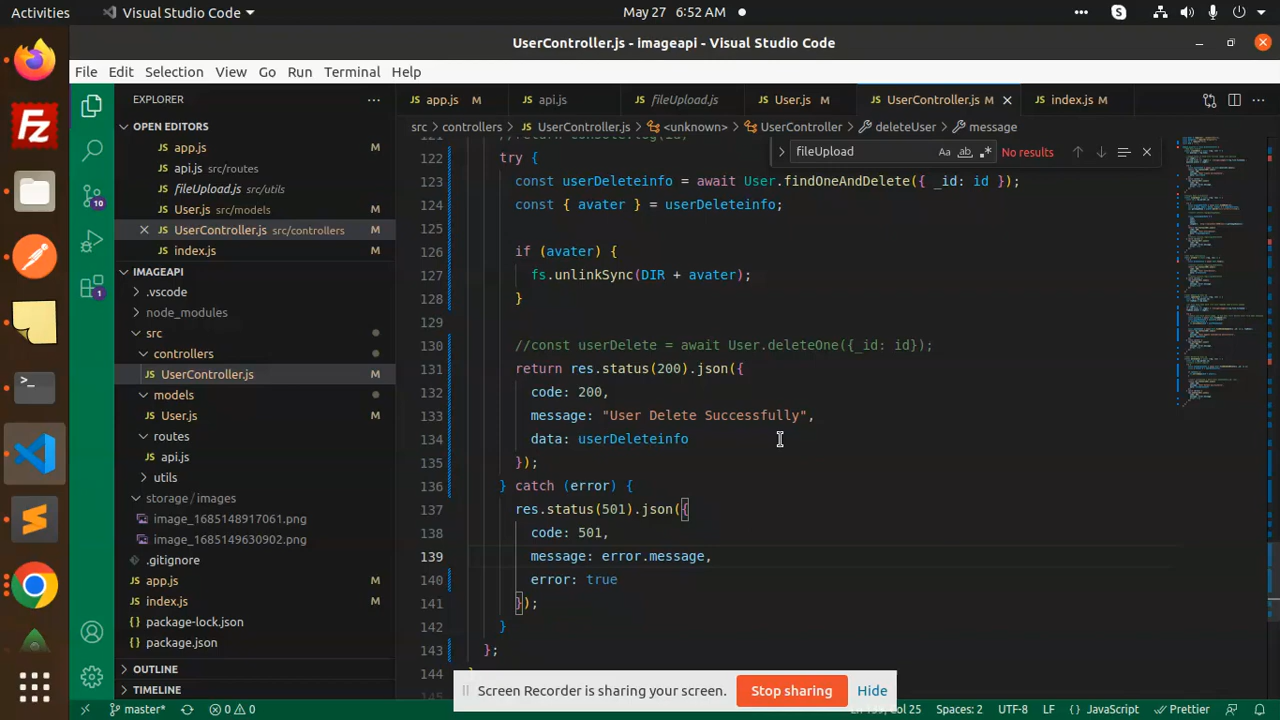 Activities
Visual Studio Code
May 27 6:52 AM
UserController.js - imageapi - Visual Studio Code
File Edit Selection View Go Run Terminal Help
EXPLORER
app.js M
api.js
fileUpload.js
User.js M
UserController.js M
index.js M
src > controllers > UserController.js > <unknown> > UserController > deleteUser > message
OPEN EDITORS
app.js M
api.js src/routes
fileUpload.js src/utils
User.js src/models M
UserController.js src/controllers M
index.js M
IMAGEAPI
.vscode
node_modules
src
controllers
UserController.js M
models
User.js M
routes
api.js
utils
storage/images
image_1685148917061.png
image_1685149630902.png
.gitignore
app.js M
index.js M
package-lock.json
package.json
OUTLINE
TIMELINE
fileUpload
Aa ab .*
No results
122 try {
123 const userDeleteinfo = await User.findOneAndDelete({ _id: id });
124 const { avater } = userDeleteinfo;
125
126 if (avater) {
127 fs.unlinkSync(DIR + avater);
128 }
129
130 //const userDelete = await User.deleteOne({_id: id});
131 return res.status(200).json({
132 code: 200,
133 message: "User Delete Successfully",
134 data: userDeleteinfo
135 });
136 } catch (error) {
137 res.status(501).json({
138 code: 501,
139 message: error.message,
140 error: true
141 });
142 }
143 };
144
10
1
Screen Recorder is sharing your screen.
Stop sharing
Hide
master*
0 0
Spaces: 2
UTF-8
LF
JavaScript
Prettier